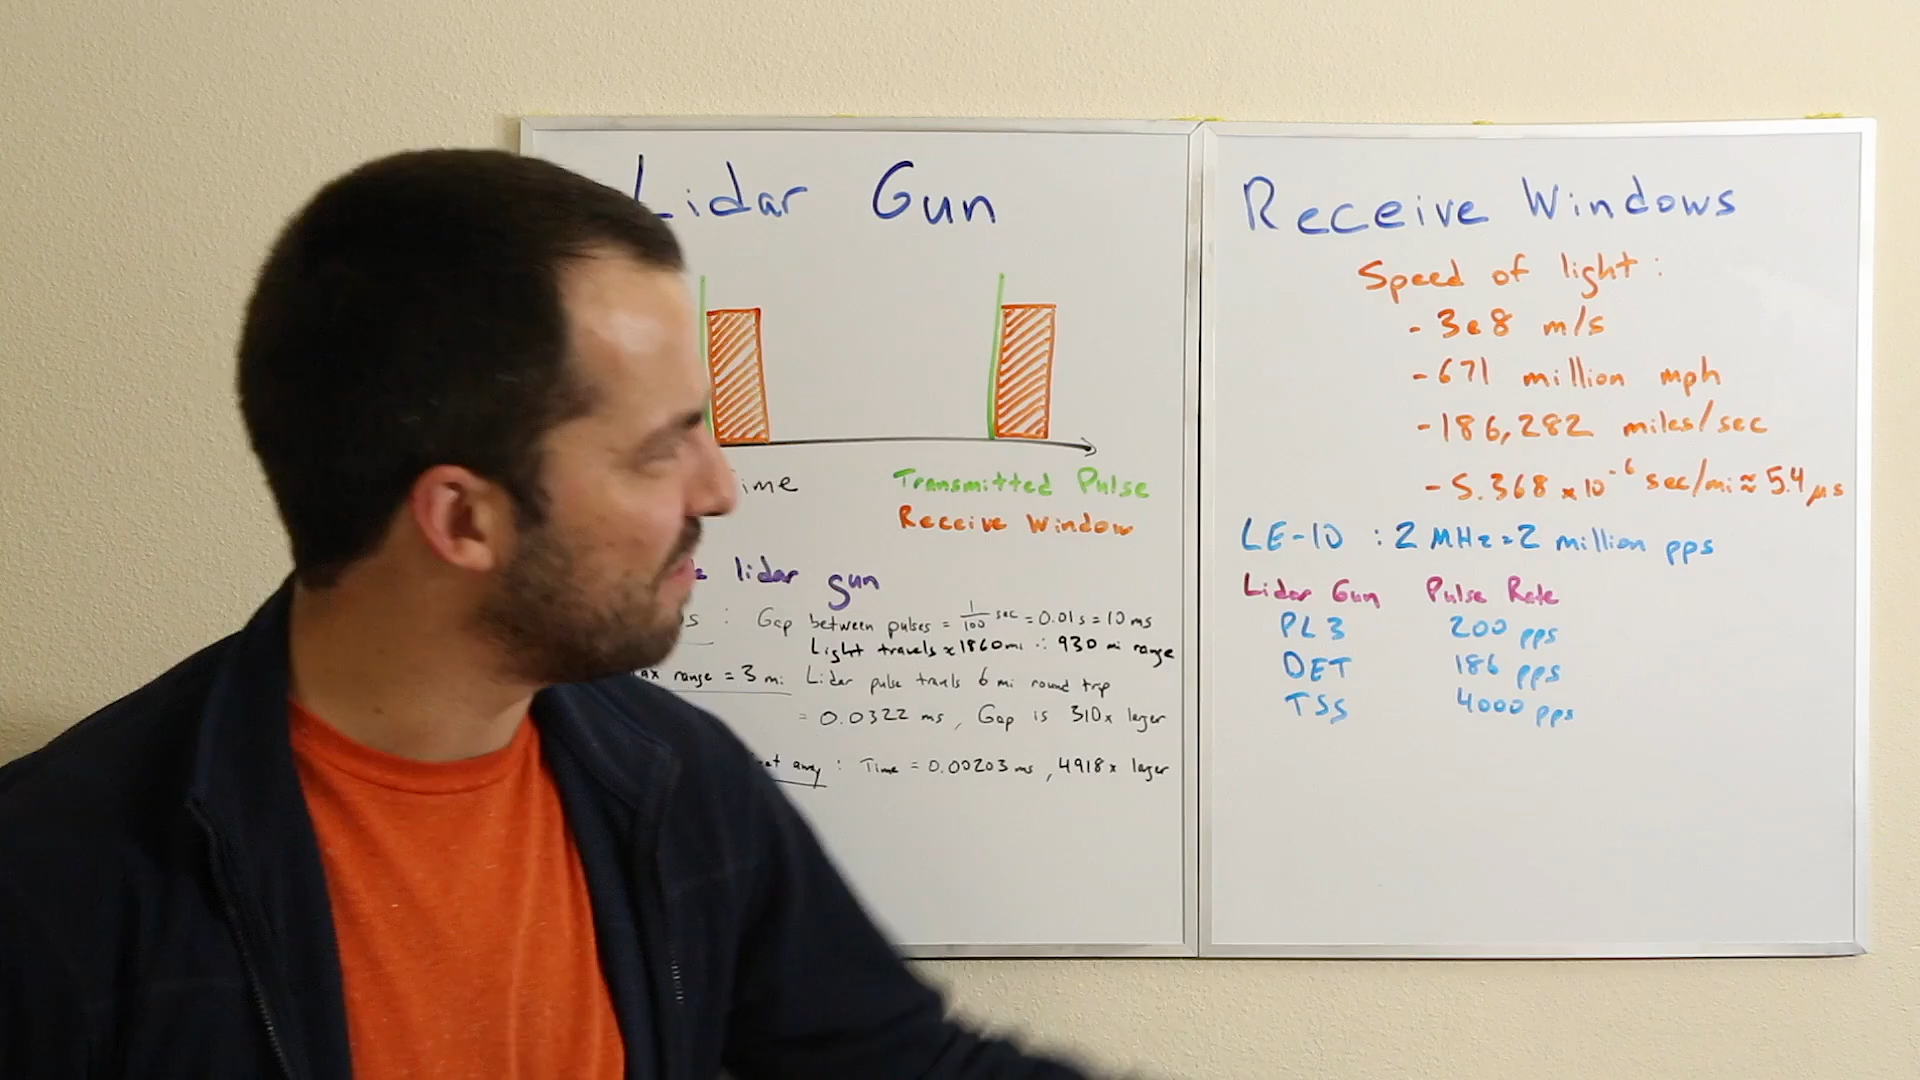 Lidar Gun
ime
Transmitted Pulse
Receive Window
lidar gun
: Gap between pulses = 1/100 sec = 0.01s = 10 ms
Light travels ≈ 1860mi ∴ 930 mi range
ax range = 3 mi Lidar pulse travels 6 mi round trip
= 0.0322 ms, Gap is 310x larger
away : Time = 0.00203 ms, 4918x larger
Receive Windows
Speed of light :
- 3e8 m/s
- 671 million mph
- 186,282 miles/sec
- 5.368 x 10^-6 sec/mi ≈ 5.4 μs
LE-10 : 2 MHz = 2 million pps
Lidar Gun Pulse Rate
PL3 200 pps
DET 186 pps
TSS 4000 pps